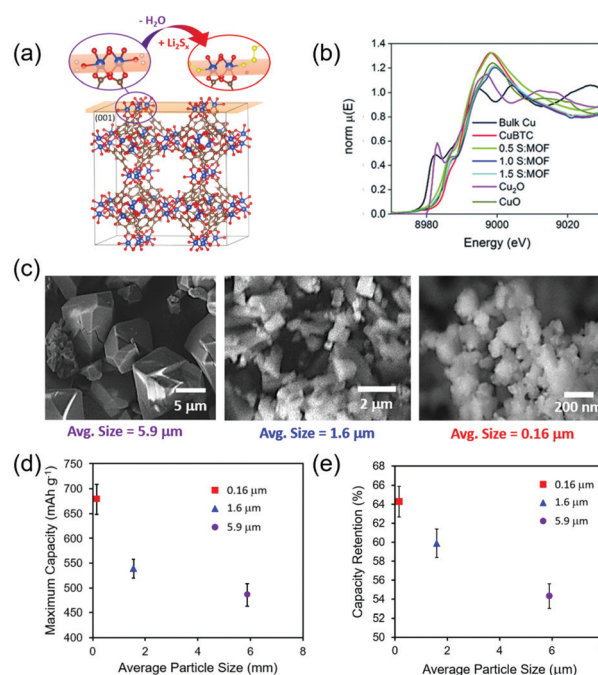 (a)
- H₂O
+ Li₂Sₓ
(001)
(b)
norm μ(E)
1.4
1.2
1.0
0.8
0.6
0.4
0.2
0.0
Bulk Cu
CuBTC
0.5 S:MOF
1.0 S:MOF
1.5 S:MOF
Cu₂O
CuO
8980
9000
9020
Energy (eV)
(c)
5 μm
2 μm
200 nm
Avg. Size = 5.9 μm
Avg. Size = 1.6 μm
Avg. Size = 0.16 μm
(d)
Maximum Capacity (mAh g⁻¹)
750
700
650
600
550
500
450
400
0.16 μm
1.6 μm
5.9 μm
0
2
4
6
8
Average Particle Size (mm)
(e)
Capacity Retention (%)
68
66
64
62
60
58
56
54
52
50
0.16 μm
1.6 μm
5.9 μm
0
2
4
6
8
Average Particle Size (μm)